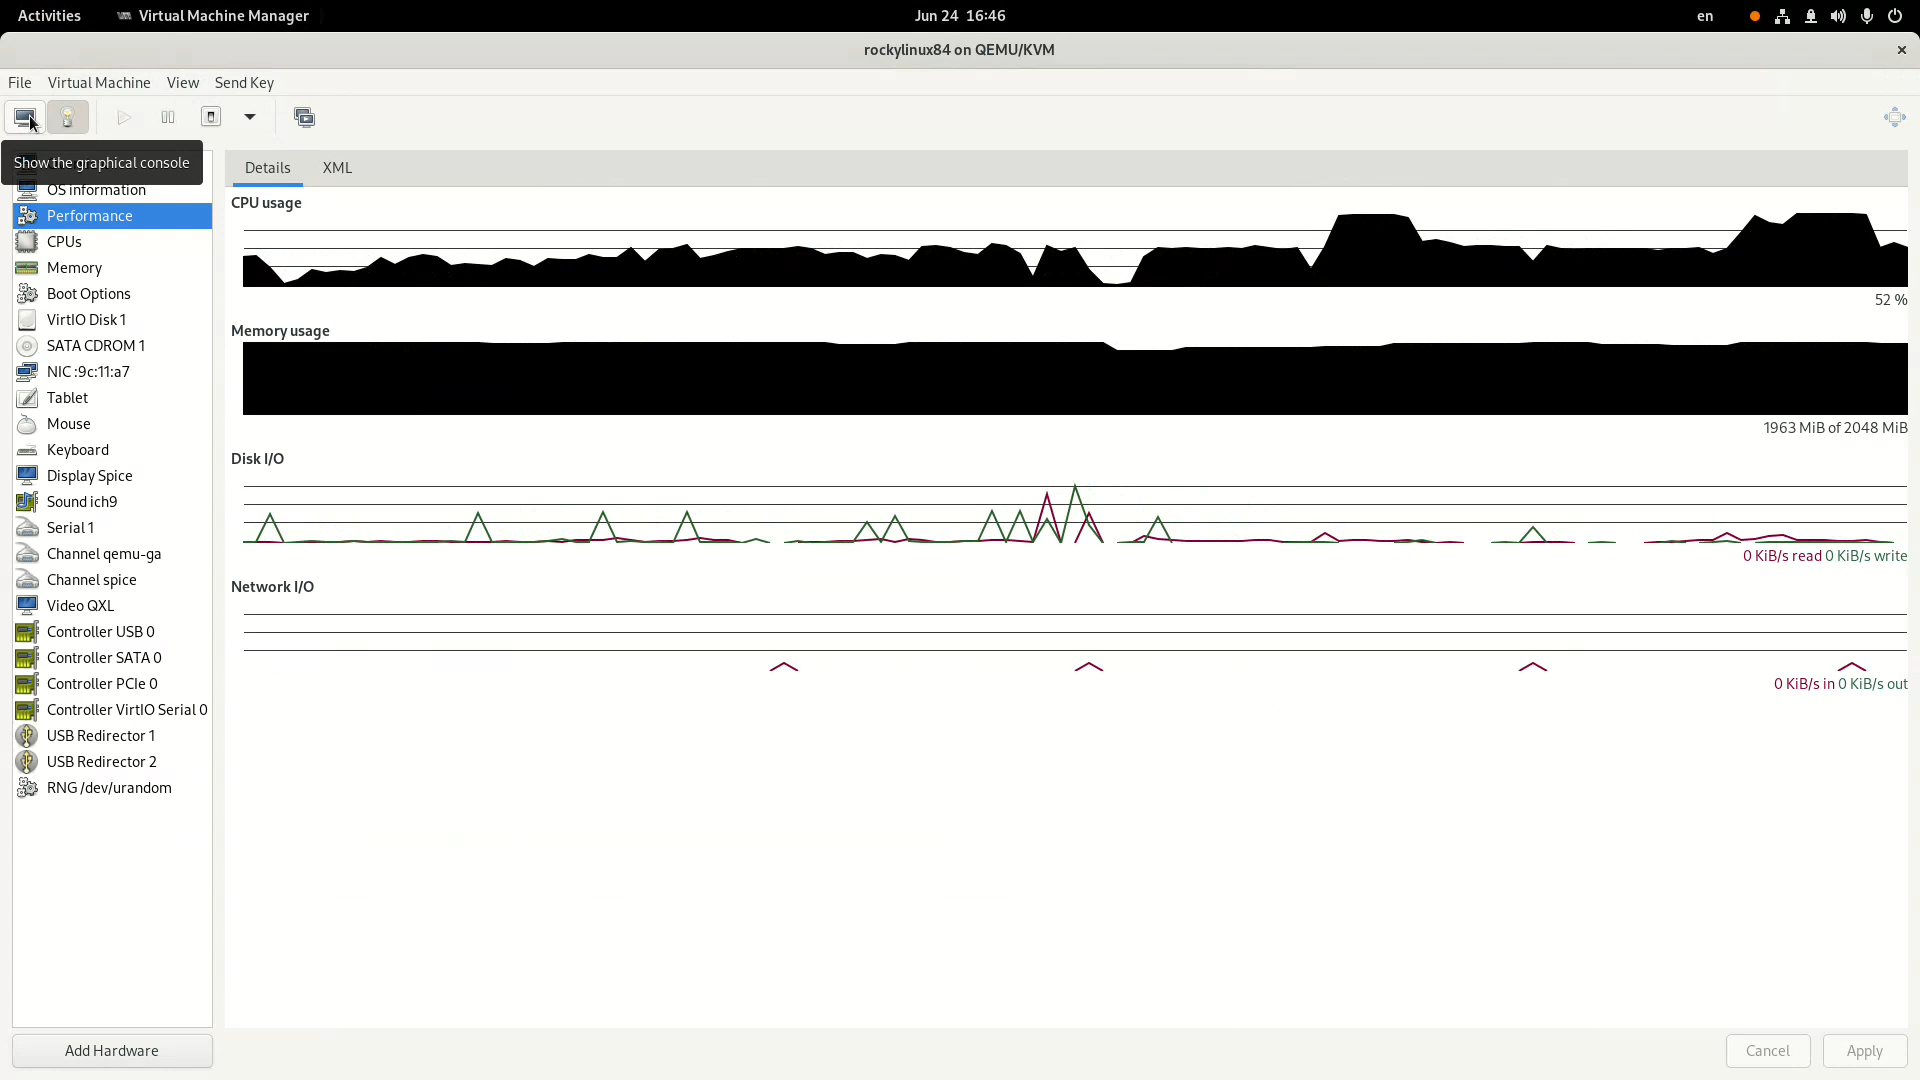 Activities
Virtual Machine Manager
Jun 24 16:46
en
rockylinux84 on QEMU/KVM
File
Virtual Machine
View
Send Key
Show the graphical console
OS information
Performance
CPUs
Memory
Boot Options
VirtIO Disk 1
SATA CDROM 1
NIC :9c:11:a7
Tablet
Mouse
Keyboard
Display Spice
Sound ich9
Serial 1
Channel qemu-ga
Channel spice
Video QXL
Controller USB 0
Controller SATA 0
Controller PCIe 0
Controller VirtIO Serial 0
USB Redirector 1
USB Redirector 2
RNG /dev/urandom
Add Hardware
Details
XML
CPU usage
52 %
Memory usage
1963 MiB of 2048 MiB
Disk I/O
0 KiB/s read 0 KiB/s write
Network I/O
0 KiB/s in 0 KiB/s out
Cancel
Apply